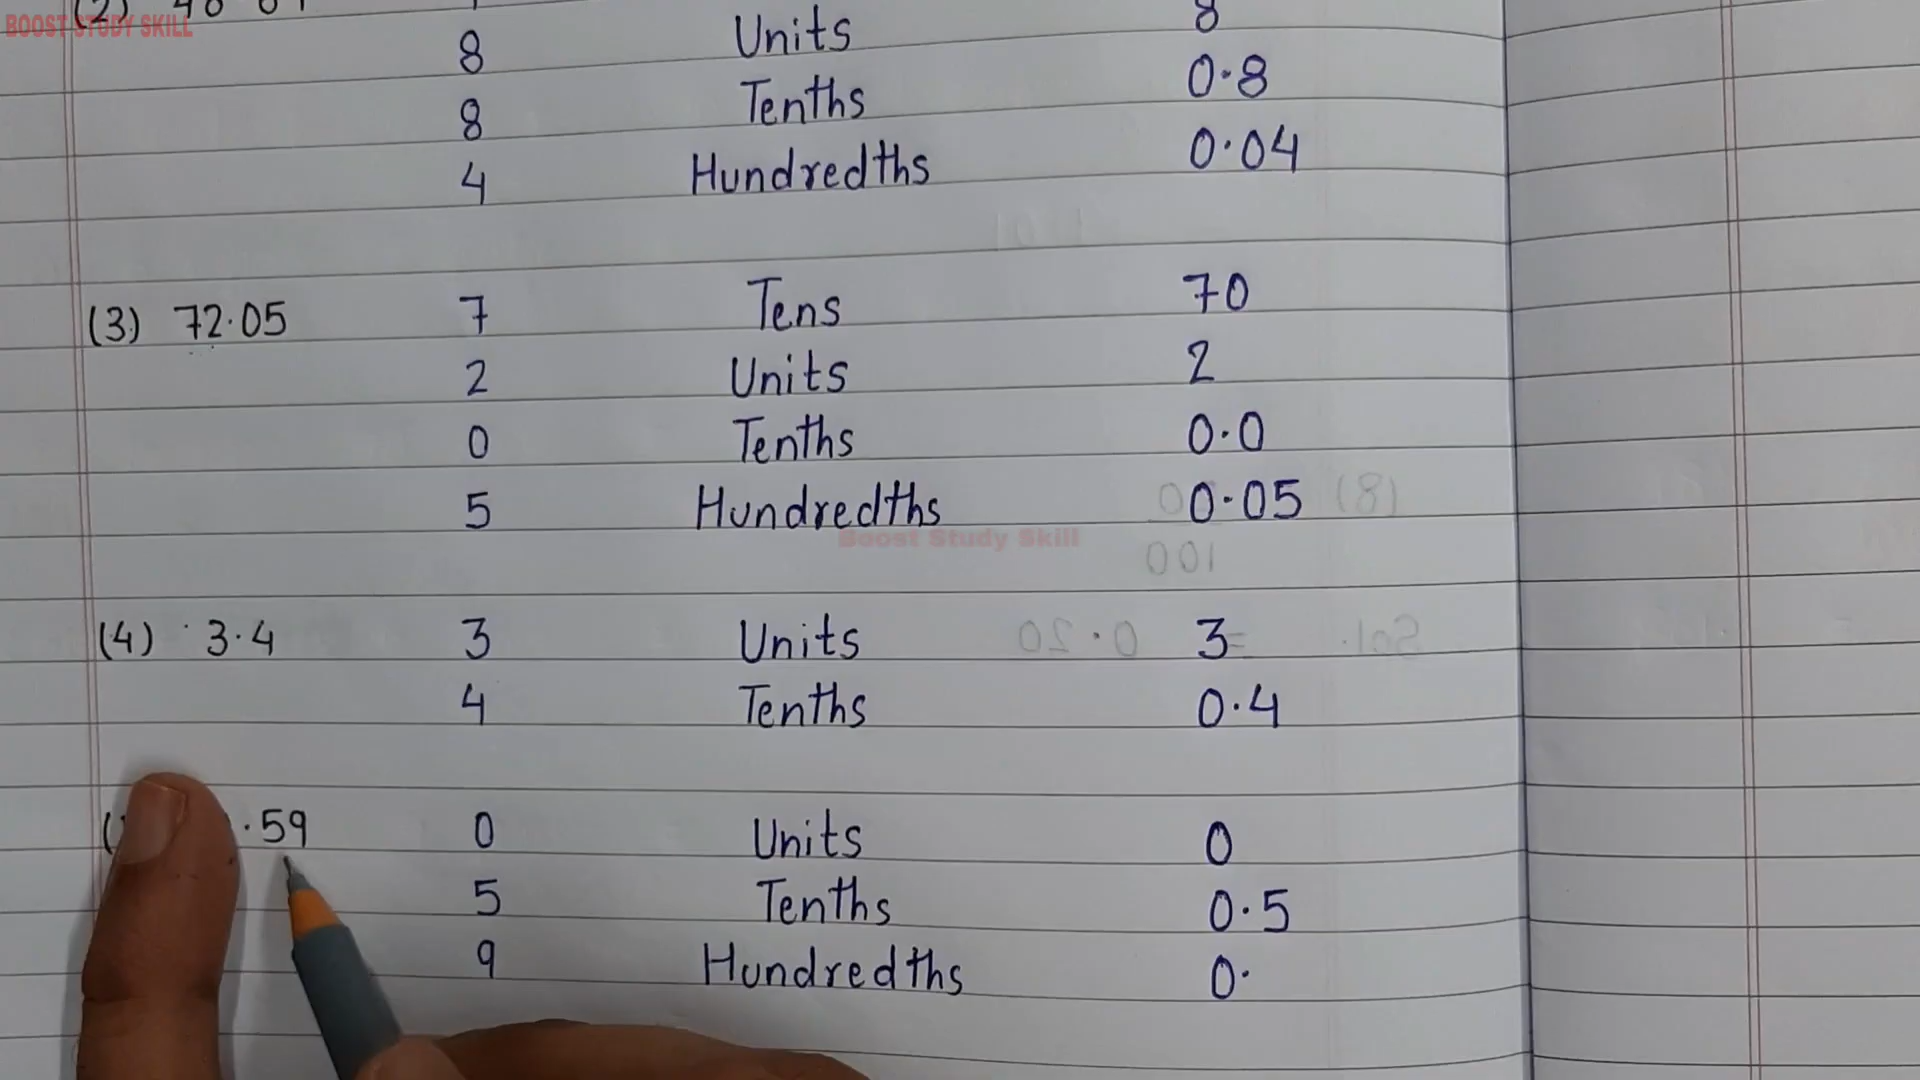 BOOST STUDY SKILL
8 Units 8
8 Tenths 0.8
4 Hundredths 0.04
(3) 72.05 7 Tens 70
2 Units 2
0 Tenths 0.0
5 Hundredths 0.05
Boost Study Skill
(4) 3.4 3 Units 3
4 Tenths 0.4
.59 0 Units 0
5 Tenths 0.5
9 Hundredths 0.